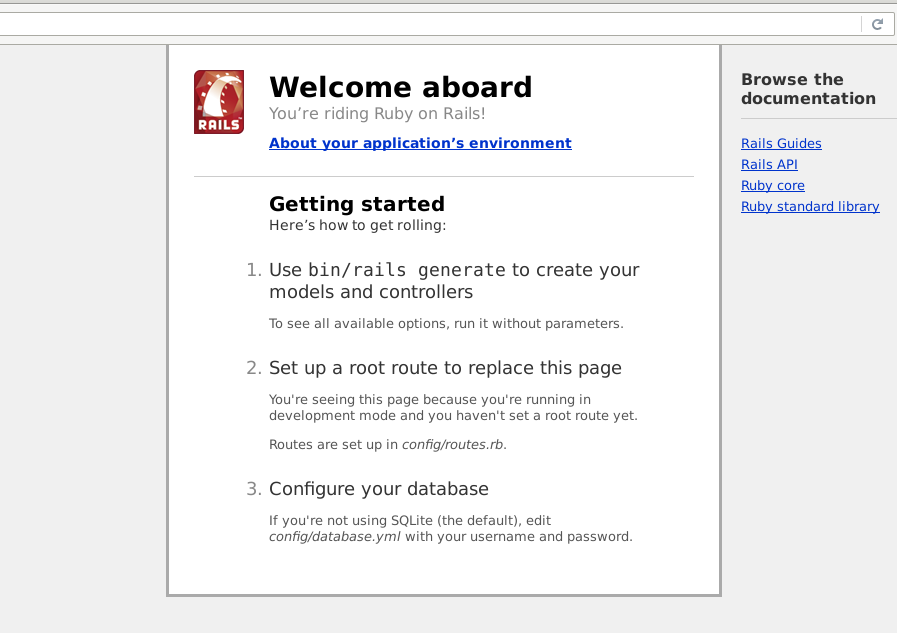 RAILS
Welcome aboard
You’re riding Ruby on Rails!
About your application’s environment
Getting started
Here’s how to get rolling:
1. Use bin/rails generate to create your
models and controllers
To see all available options, run it without parameters.
2. Set up a root route to replace this page
You're seeing this page because you're running in
development mode and you haven't set a root route yet.
Routes are set up in config/routes.rb.
3. Configure your database
If you're not using SQLite (the default), edit
config/database.yml with your username and password.
Browse the
documentation
Rails Guides
Rails API
Ruby core
Ruby standard library